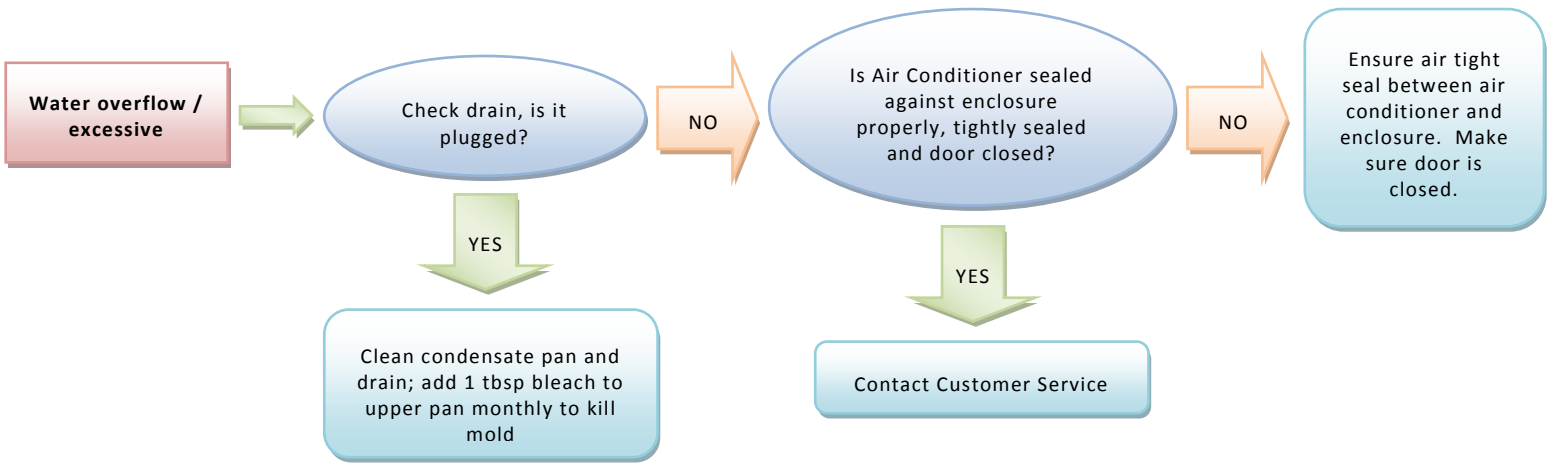 Water overflow /
excessive
Check drain, is it
plugged?
NO
Is Air Conditioner sealed
against enclosure
properly, tightly sealed
and door closed?
NO
Ensure air tight
seal between air
conditioner and
enclosure.  Make
sure door is
closed.
YES
Clean condensate pan and
drain; add 1 tbsp bleach to
upper pan monthly to kill
mold
YES
Contact Customer Service